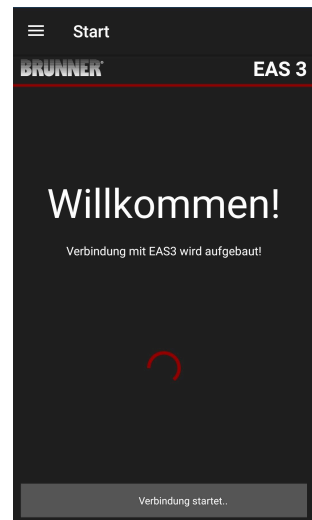 Start
BRUNNER
EAS 3
Willkommen!
Verbindung mit EAS3 wird aufgebaut!
Verbindung startet..